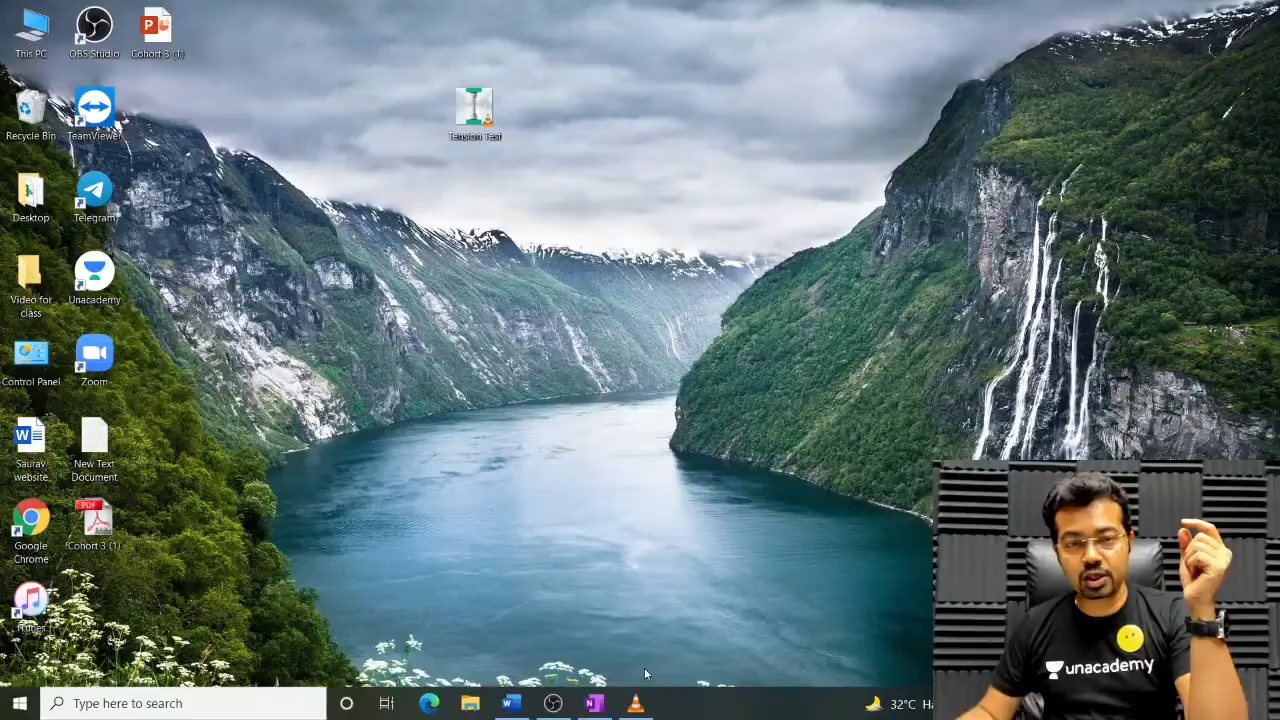 This PC
OBS Studio
Cohort 3 (1)
Recycle Bin
TeamViewer
Tension Test
Desktop
Telegram
Video for
class
Unacademy
Control Panel
Zoom
Saurav
website
New Text
Document
Google
Chrome
PDF
Cohort 3 (1)
iTunes
unacademy
Type here to search
32°C Ha